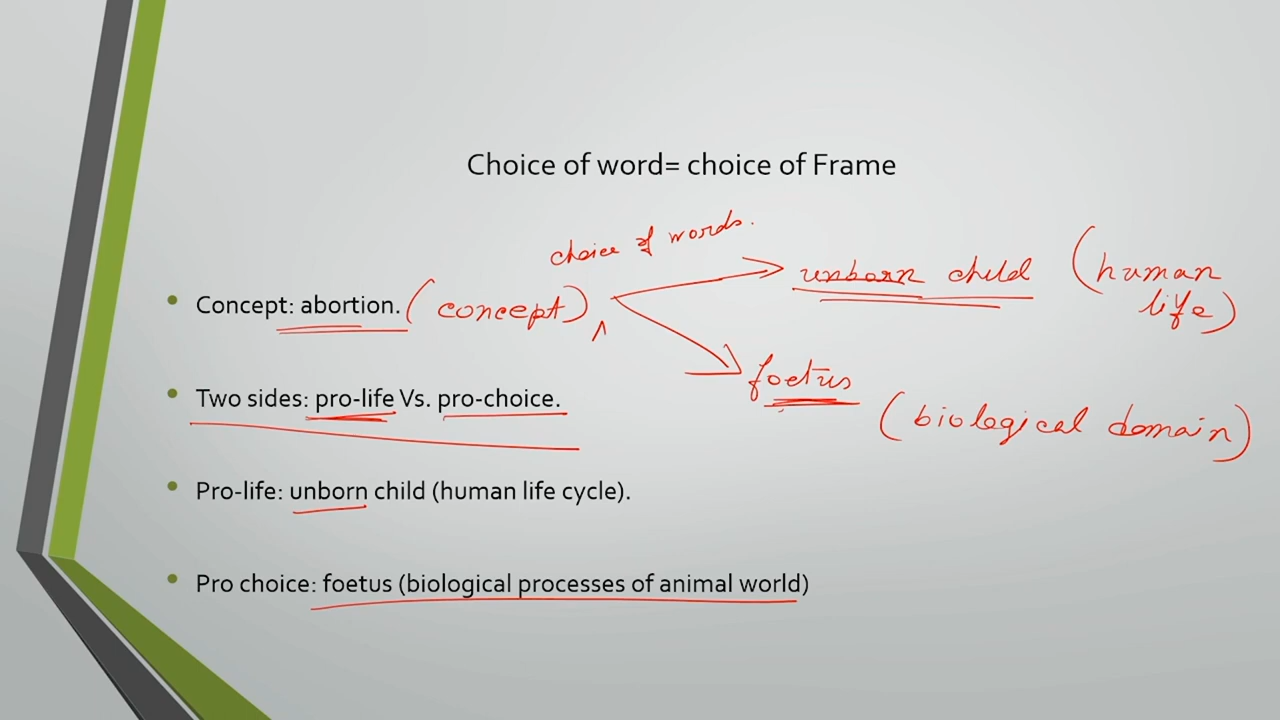 Choice of word= choice of Frame
choice of words.
unborn child (human life)
Concept: abortion. (concept)
foetus
Two sides: pro-life Vs. pro-choice.
(biological domain)
Pro-life: unborn child (human life cycle).
Pro choice: foetus (biological processes of animal world)